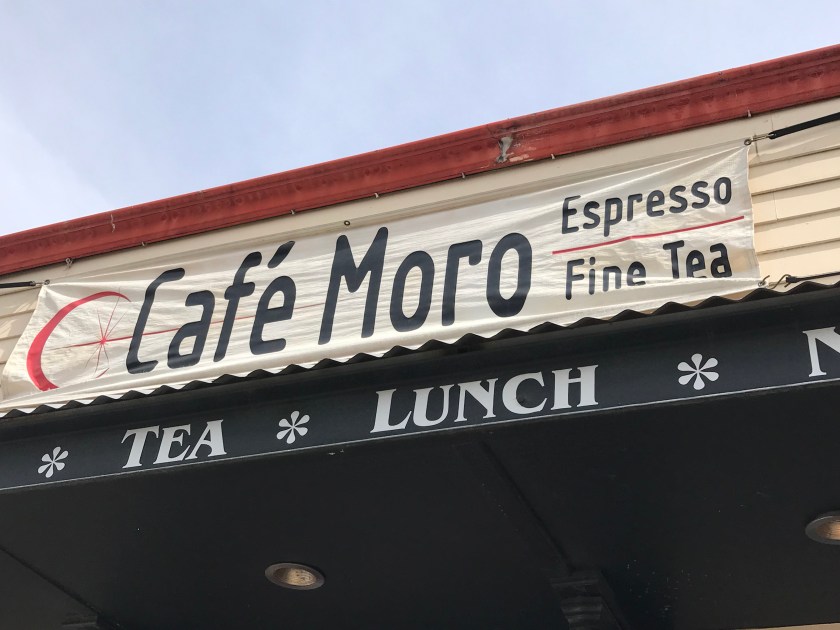 Café Moro
Espresso
Fine Tea
* TEA * LUNCH *